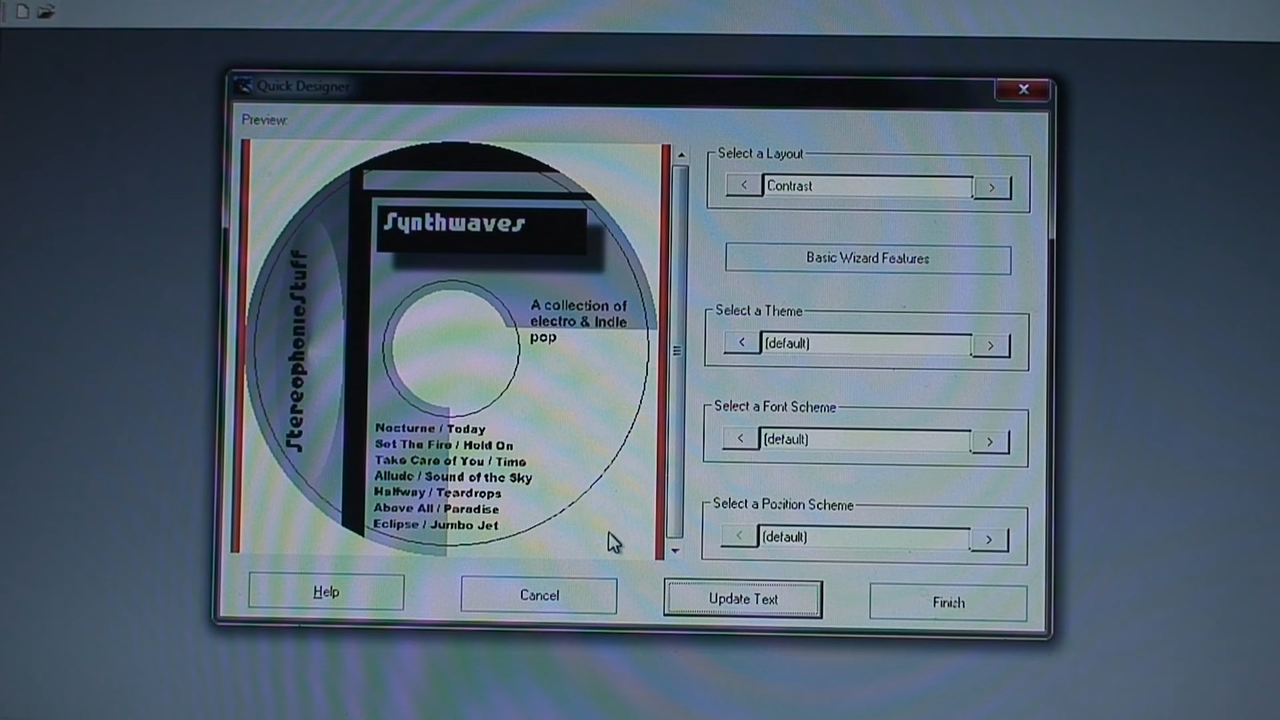 Quick Designer
Preview:
Synthwaves
StereophonicStuff
A collection of
electro & Indie
pop
Nocturne / Today
Set The Fire / Hold On
Take Care of You / Time
Allude / Sound of the Sky
Halfway / Teardrops
Above All / Paradise
Eclipse / Jumbo Jet
Select a Layout
< Contrast >
Basic Wizard Features
Select a Theme
< (default) >
Select a Font Scheme
< (default) >
Select a Position Scheme
< (default) >
Help
Cancel
Update Text
Finish